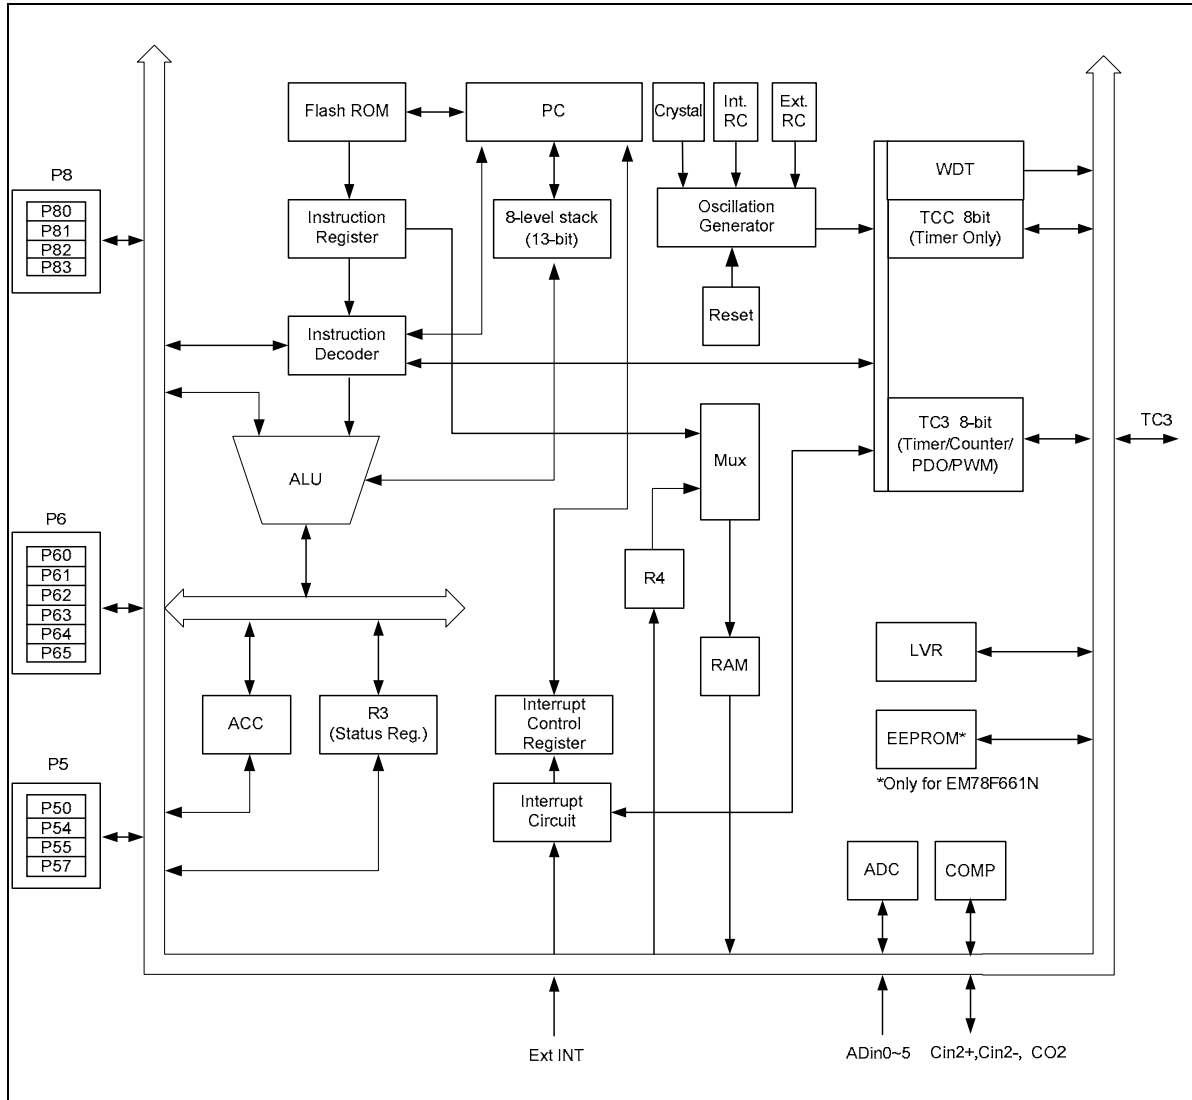 Flash ROM
PC
Crystal
Int.
RC
Ext.
RC
WDT
P8
P80
P81
P82
P83
Instruction
Register
8-level stack
(13-bit)
Oscillation
Generator
TCC 8bit
(Timer Only)
Reset
Instruction
Decoder
TC3 8-bit
(Timer/Counter/
PDO/PWM)
TC3
Mux
ALU
P6
P60
P61
P62
P63
P64
P65
R4
RAM
LVR
ACC
R3
(Status Reg.)
Interrupt
Control
Register
EEPROM*
*Only for EM78F661N
P5
P50
P54
P55
P57
Interrupt
Circuit
ADC
COMP
Ext INT
ADin0~5
Cin2+,Cin2-, CO2